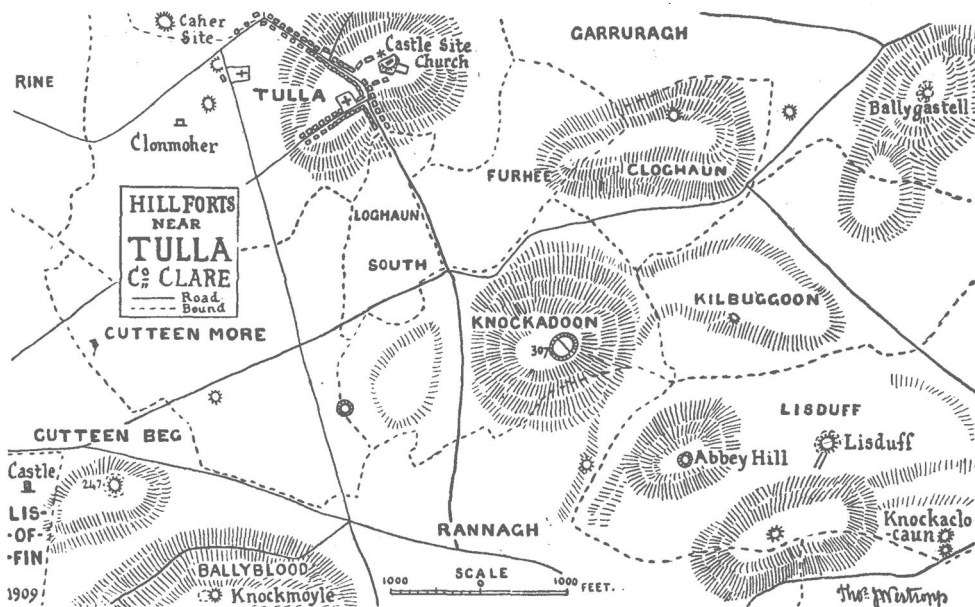 Caher
Site
GARRURAGH
Castle Site
Church
RINE
TULLA
Ballygastell
Clonmoher
FURHEE
CLOGHAUN
HILLFORTS
NEAR
TULLA
Co. CLARE
Road
Bound
LOGHAUN
SOUTH
KILBUGGOON
KNOCKADOON
307
CUTTEEN MORE
LISDUFF
CUTTEEN BEG
Lisduff
Abbey Hill
Castle
247
LIS-
-OF-
-FIN
RANNAGH
Knockaclo
caun
BALLYBLOOD
Knockmoyle
SCALE
1000 0 1000
FEET.
1909
Thos. J. Westropp